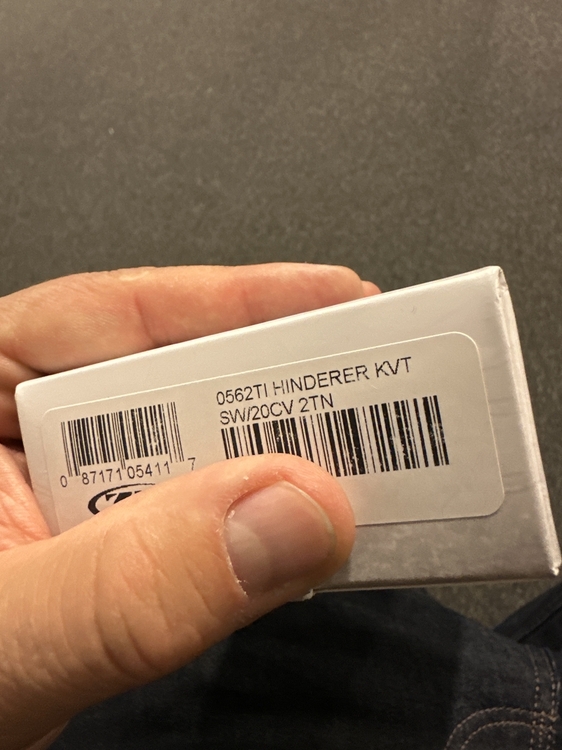 0562TI HINDERER KVT
SW/20CV 2TN
0 87171 05411 7